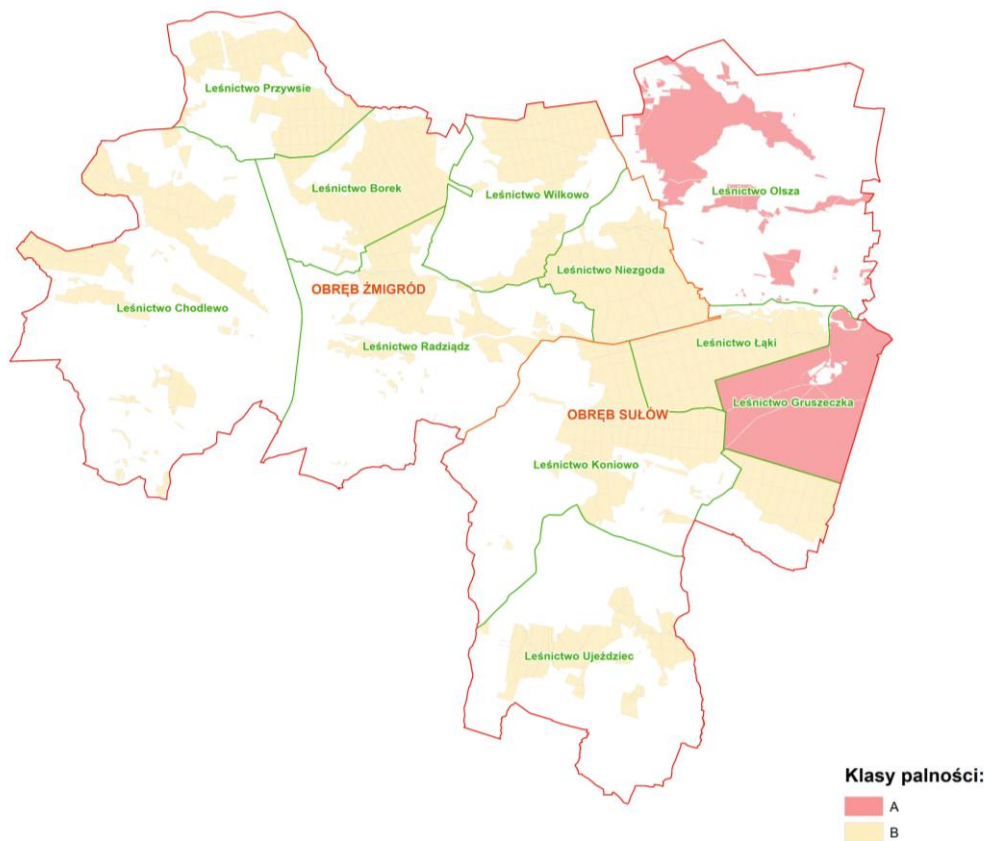 Leśnictwo Przywsie
Leśnictwo Borek
Leśnictwo Wilkowo
Leśnictwo Olsza
Leśnictwo Niezgoda
OBRĘB ŻMIGRÓD
Leśnictwo Chodlewo
Leśnictwo Radziądz
Leśnictwo Łąki
Leśnictwo Gruszeczka
OBRĘB SUŁÓW
Leśnictwo Koniowo
Leśnictwo Ujeździec
Klasy palności:
A
B